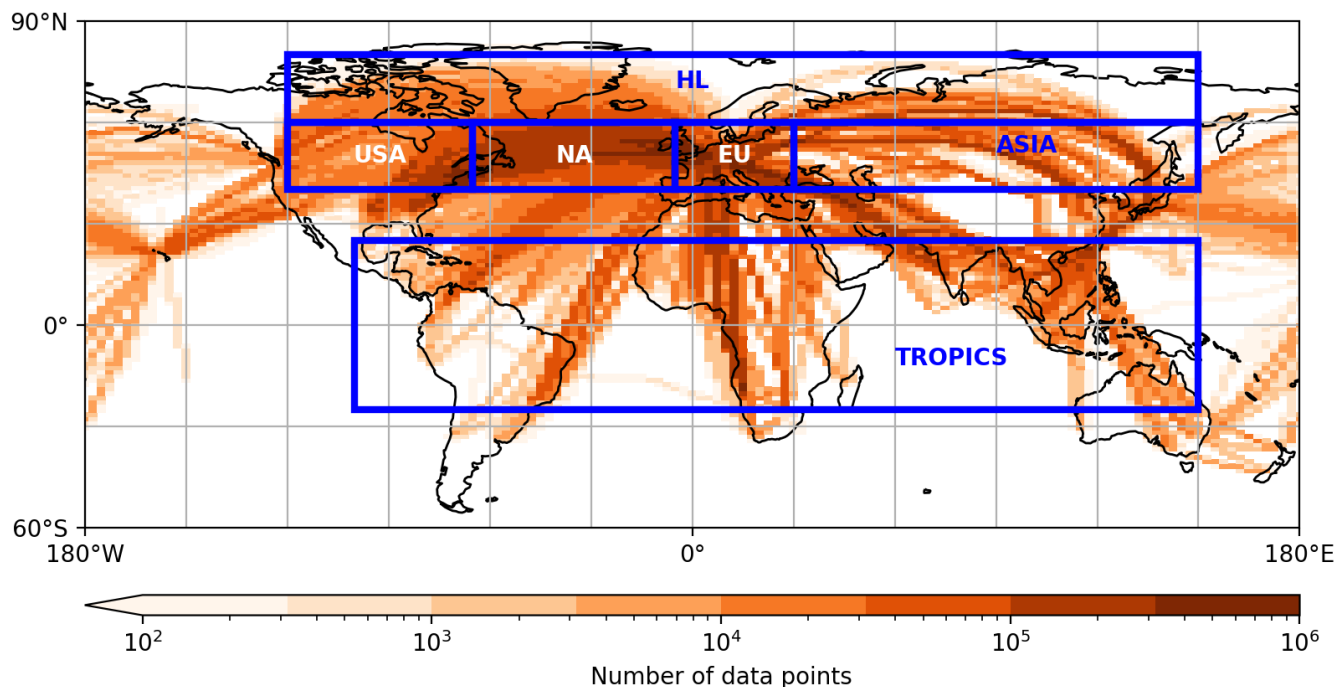 90°N
HL
USA
NA
EU
ASIA
0°
TROPICS
60°S
180°W
0°
180°E
10²
10³
10⁴
10⁵
10⁶
Number of data points